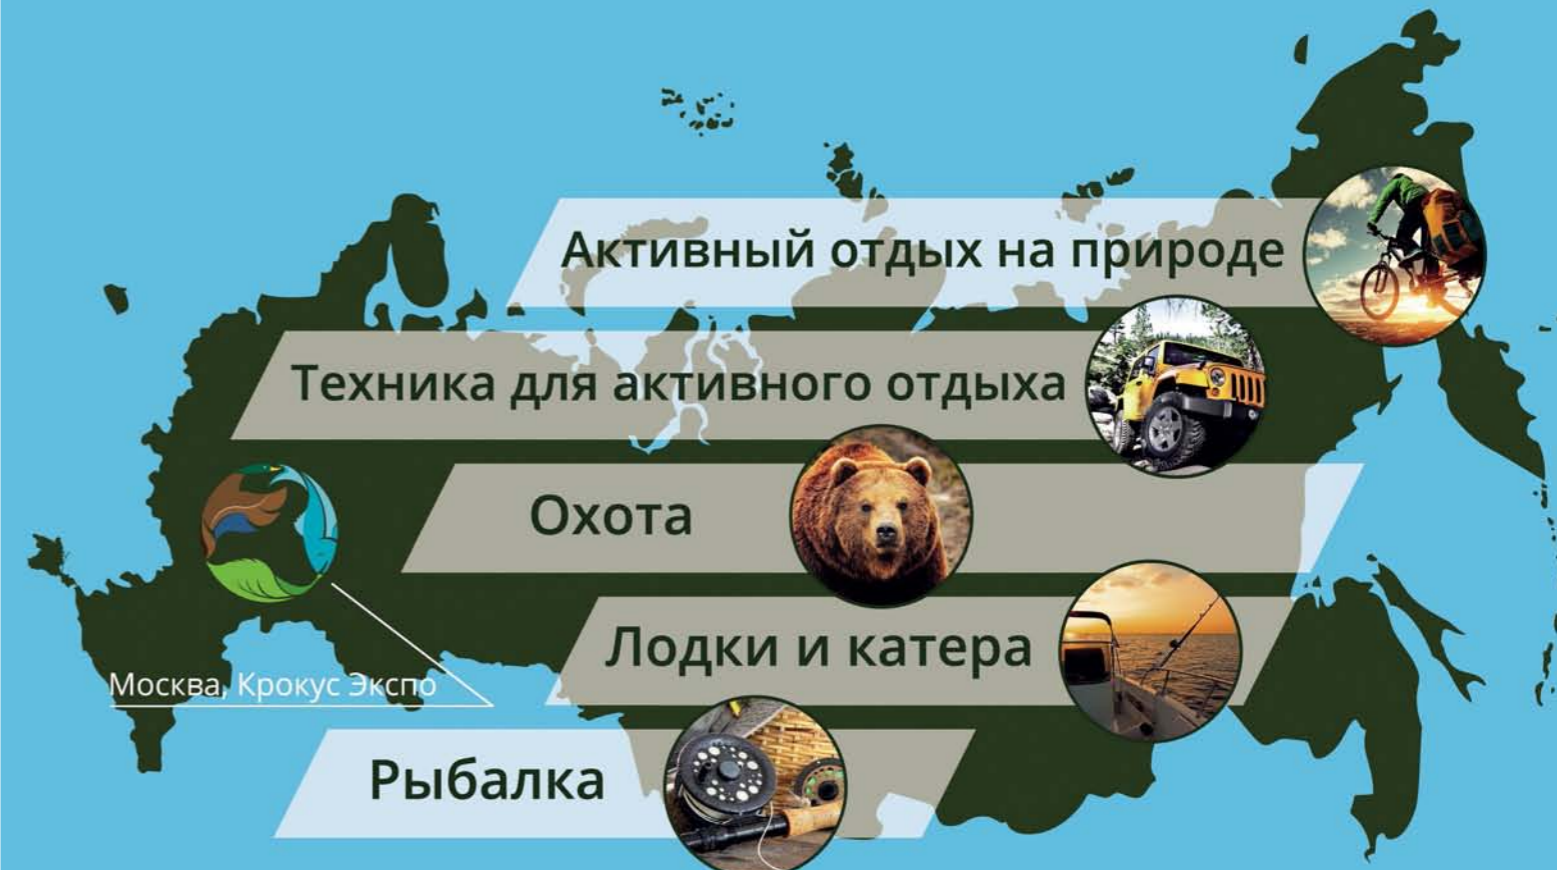 Активный отдых на природе
Техника для активного отдыха
Охота
Лодки и катера
Москва, Крокус Экспо
Рыбалка